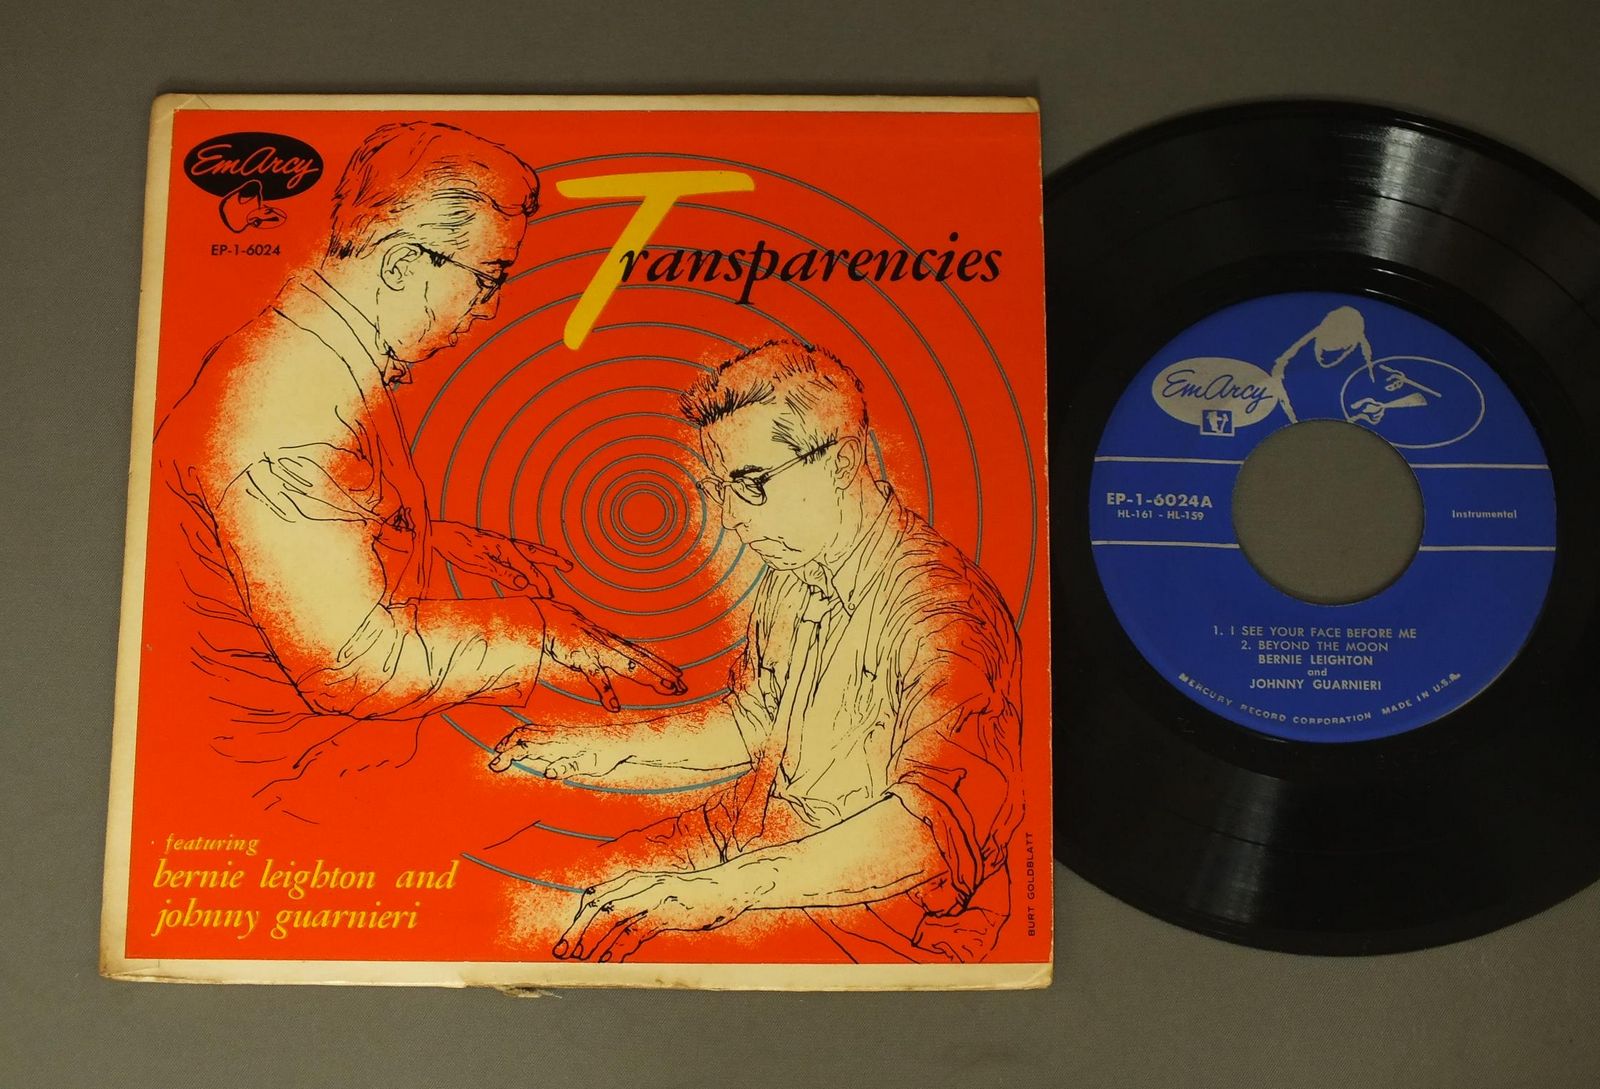 EmArcy
EP-1-6024
Transparencies
featuring
bernie leighton and
johnny guarnieri
BURT GOLDBLATT
EmArcy
EP-1-6024A
HL-161 - HL-159
Instrumental
1. I SEE YOUR FACE BEFORE ME
2. BEYOND THE MOON
BERNIE LEIGHTON
and
JOHNNY GUARNIERI
MERCURY RECORD CORPORATION MADE IN U.S.A.